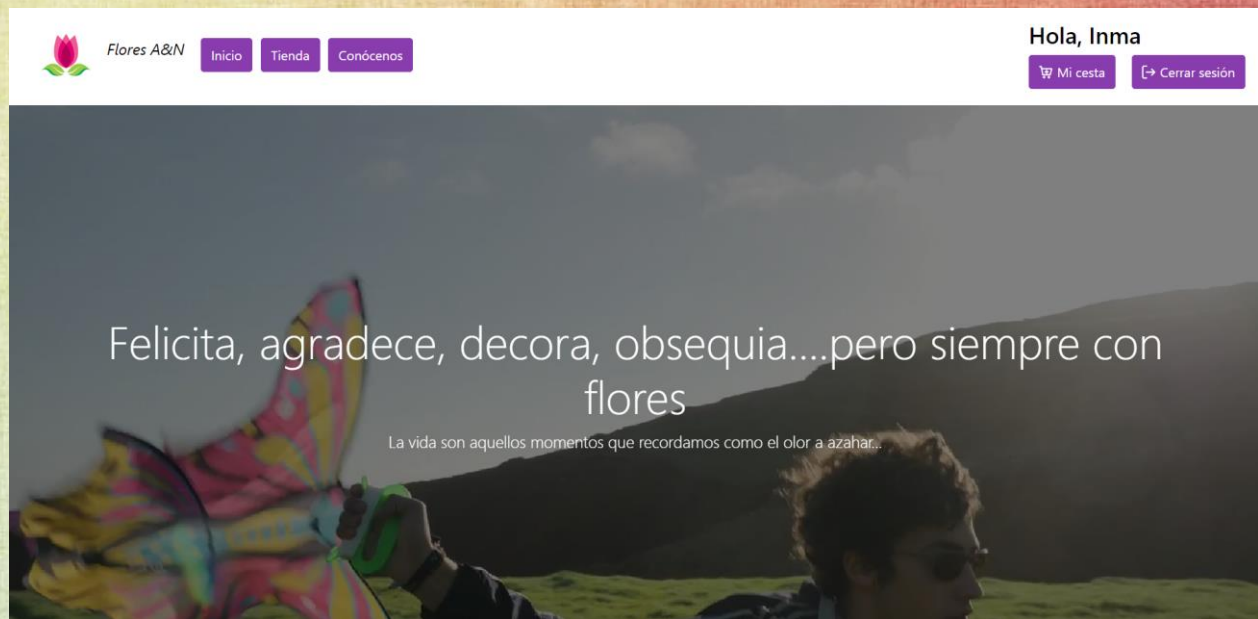 Flores A&N
Inicio
Tienda
Conócenos
Hola, Inma
Mi cesta
Cerrar sesión
Felicita, agradece, decora, obsequia....pero siempre con
flores
La vida son aquellos momentos que recordamos como el olor a azahar...